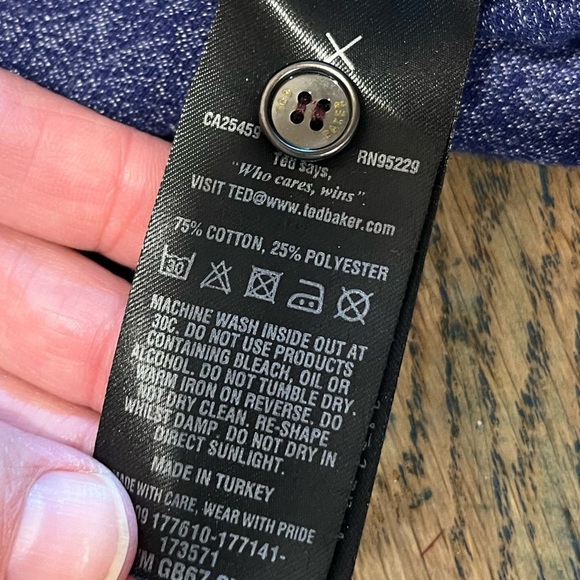 CA25459
RN95229
Ted says,
"Who cares, wins"
VISIT TED@www.tedbaker.com
75% COTTON, 25% POLYESTER
30
MACHINE WASH INSIDE OUT AT
30C. DO NOT USE PRODUCTS
CONTAINING BLEACH, OIL OR
ALCOHOL. DO NOT TUMBLE DRY.
WARM IRON ON REVERSE. DO
NOT DRY CLEAN. RE-SHAPE
WHILST DAMP. DO NOT DRY IN
DIRECT SUNLIGHT.
MADE IN TURKEY
MADE WITH CARE, WEAR WITH PRIDE
09 177610-177141-
173571
GB67